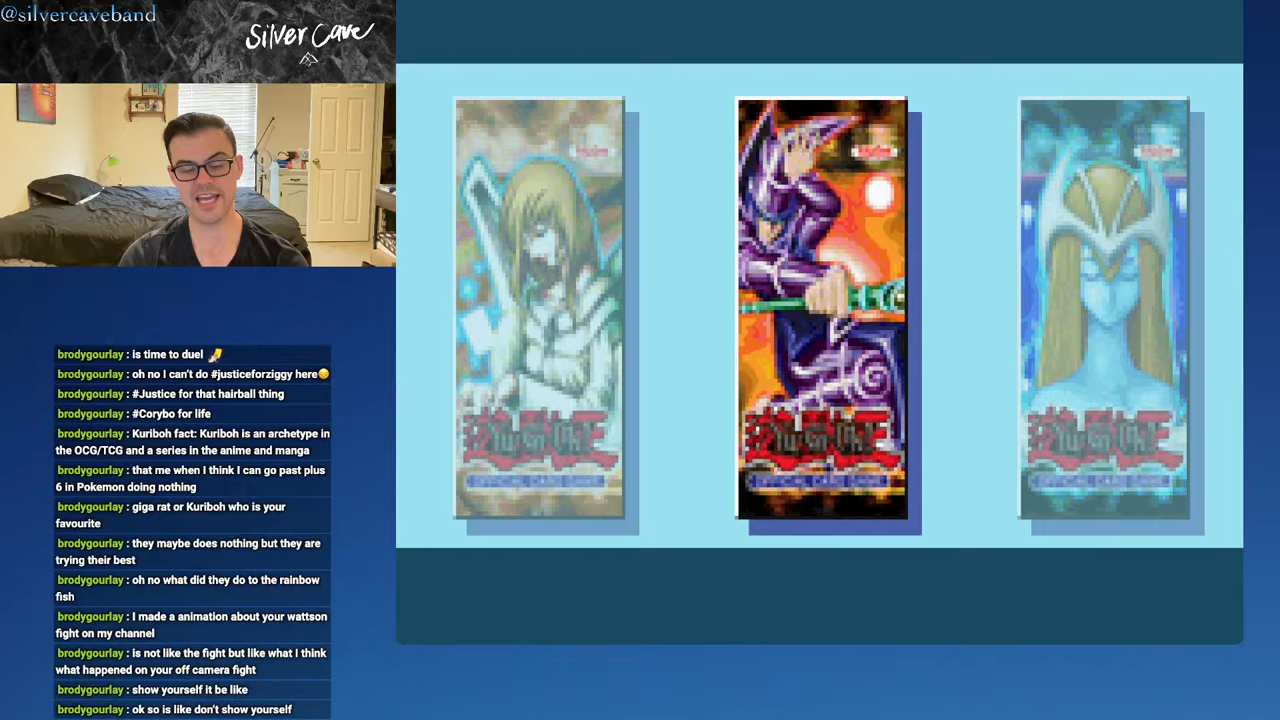 @silvercaveband
Silver Cave
brodygourlay : is time to duel
brodygourlay : oh no I can't do #justiceforziggy here
brodygourlay : #Justice for that hairball thing
brodygourlay : #Corybo for life
brodygourlay : Kuriboh fact: Kuriboh is an archetype in
the OCG/TCG and a series in the anime and manga
brodygourlay : that me when I think I can go past plus
6 in Pokemon doing nothing
brodygourlay : giga rat or Kuriboh who is your
favourite
brodygourlay : they maybe does nothing but they are
trying their best
brodygourlay : oh no what did they do to the rainbow
fish
brodygourlay : I made a animation about your wattson
fight on my channel
brodygourlay : is not like the fight but like what I think
what happened on your off camera fight
brodygourlay : show yourself it be like
brodygourlay : ok so is like don't show yourself
Yu-Gi-Oh!
Yu-Gi-Oh!
Yu-Gi-Oh!